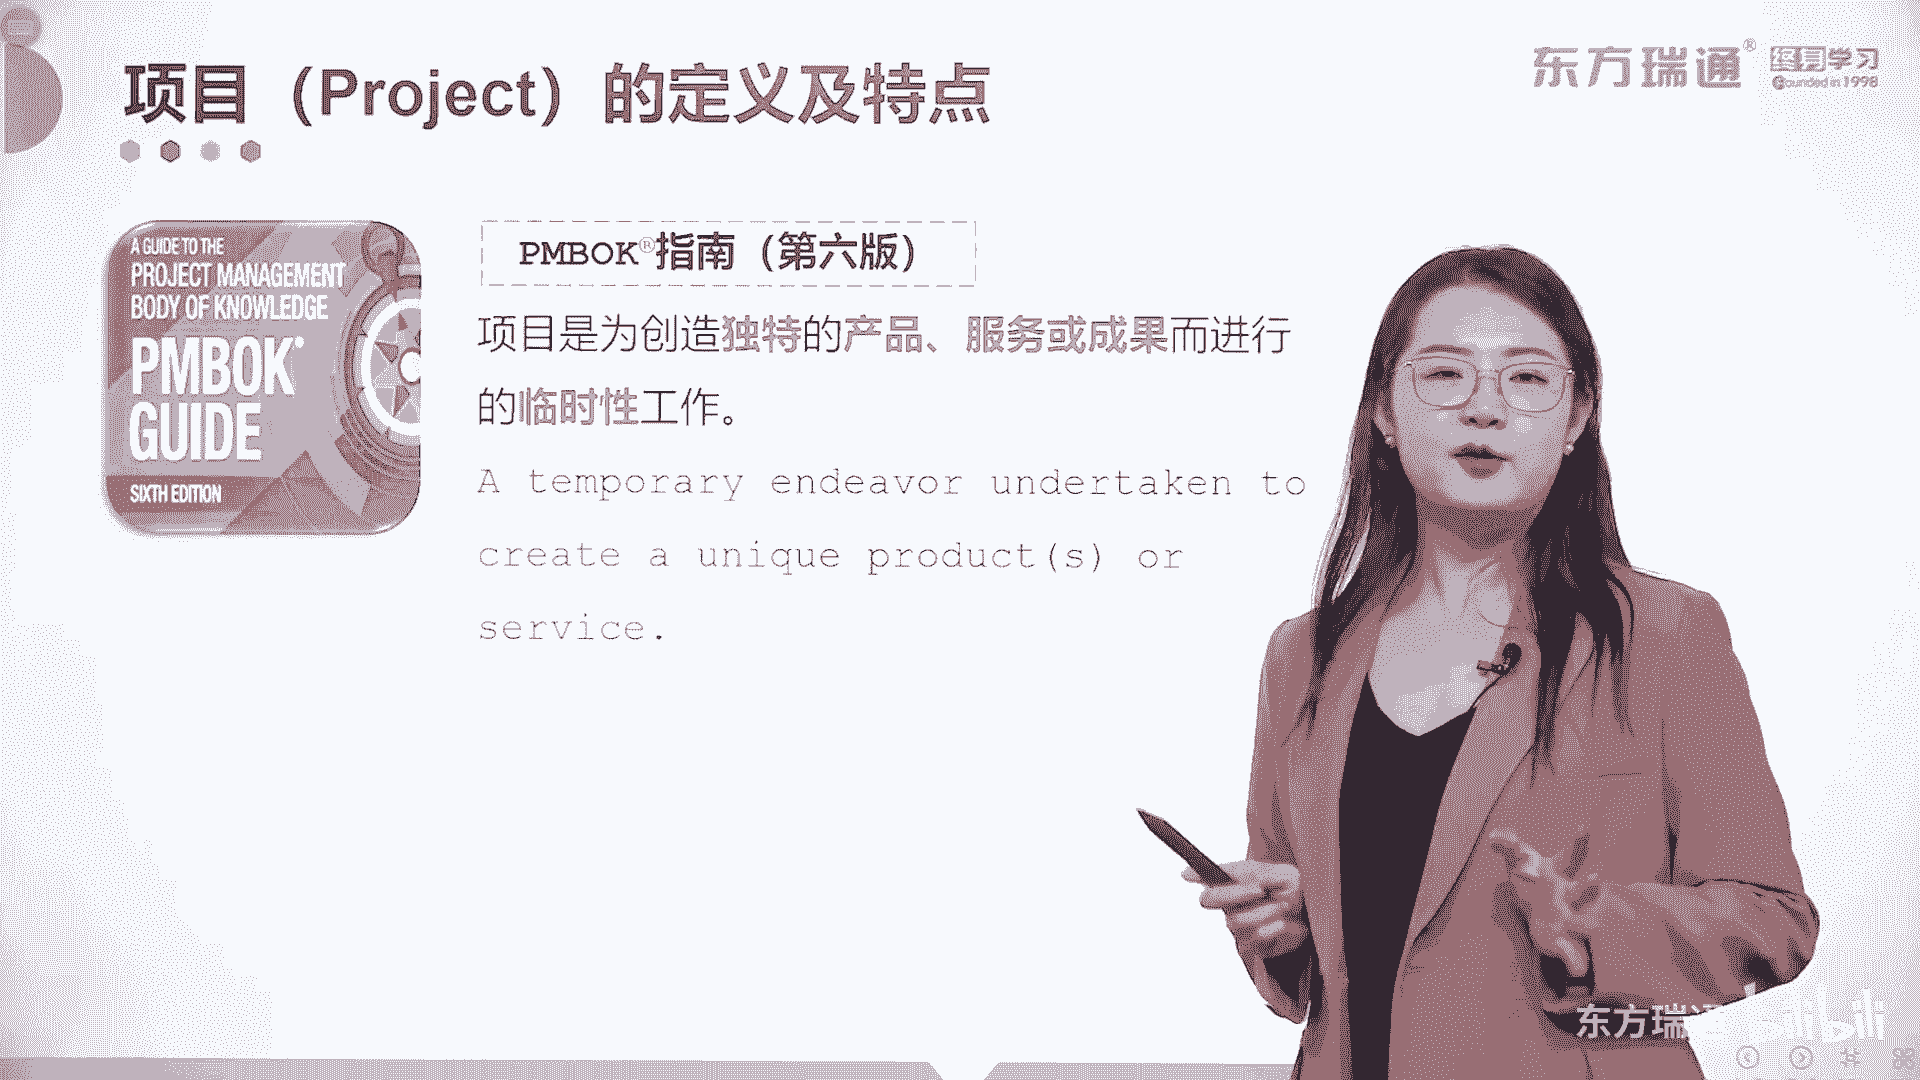 项目（Project）的定义及特点
东方瑞通® 终身学习
Founded in 1998
A GUIDE TO THE
PROJECT MANAGEMENT
BODY OF KNOWLEDGE
PMBOK®
GUIDE
SIXTH EDITION
PMBOK®指南（第六版）
项目是为创造独特的产品、服务或成果而进行
的临时性工作。
A temporary endeavor undertaken to
create a unique product(s) or
service.
东方瑞通 bilibili